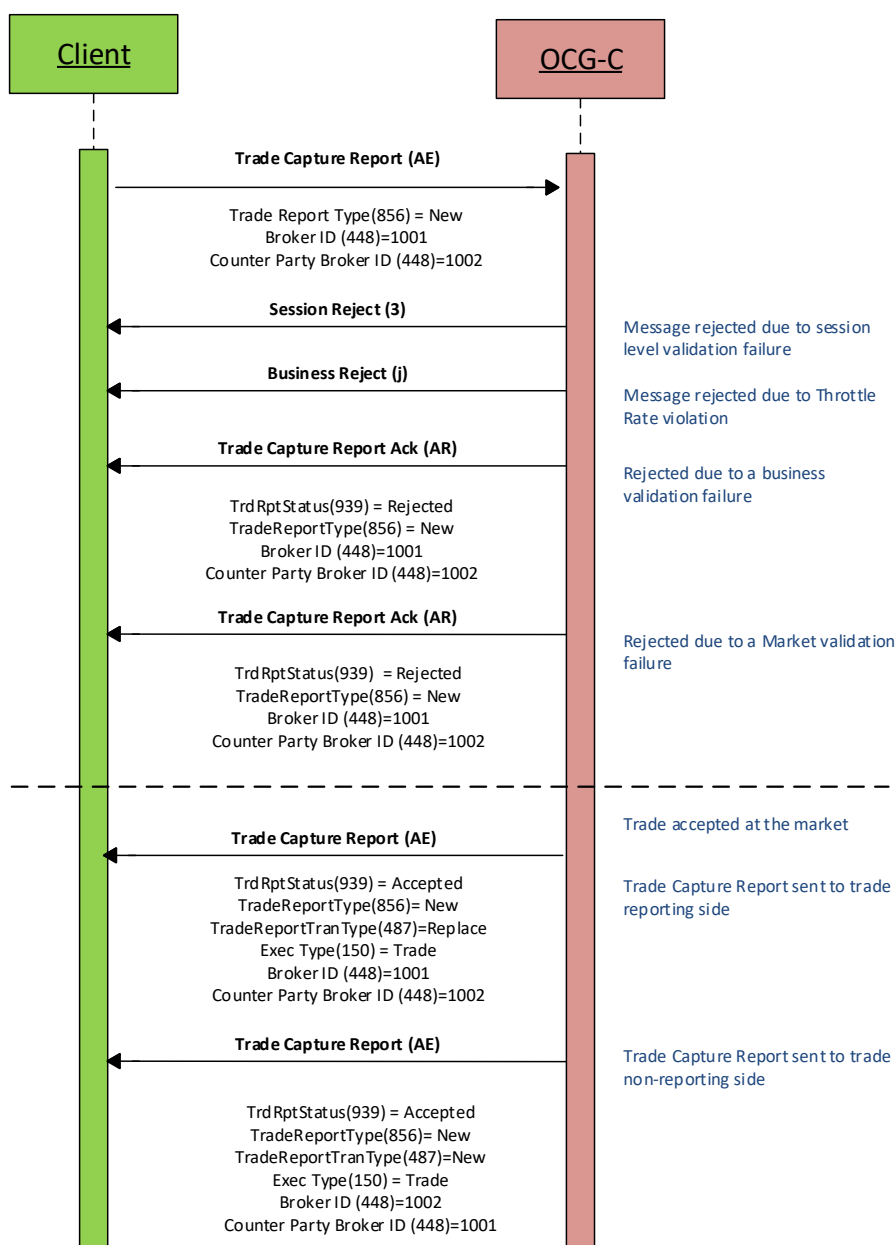 Client
OCG-C
Trade Capture Report (AE)
Trade Report Type(856) = New
Broker ID (448)=1001
Counter Party Broker ID (448)=1002
Session Reject (3)
Message rejected due to session
level validation failure
Business Reject (j)
Message rejected due to Throttle
Rate violation
Trade Capture Report Ack (AR)
Rejected due to a business
validation failure
TrdRptStatus(939) = Rejected
TradeReportType(856) = New
Broker ID (448)=1001
Counter Party Broker ID (448)=1002
Trade Capture Report Ack (AR)
Rejected due to a Market validation
failure
TrdRptStatus(939) = Rejected
TradeReportType(856) = New
Broker ID (448)=1001
Counter Party Broker ID (448)=1002
Trade accepted at the market
Trade Capture Report (AE)
TrdRptStatus(939) = Accepted
TradeReportType(856)= New
TradeReportTranType(487)=Replace
Exec Type(150) = Trade
Broker ID (448)=1001
Counter Party Broker ID (448)=1002
Trade Capture Report sent to trade
reporting side
Trade Capture Report (AE)
Trade Capture Report sent to trade
non-reporting side
TrdRptStatus(939) = Accepted
TradeReportType(856)= New
TradeReportTranType(487)=New
Exec Type(150) = Trade
Broker ID (448)=1002
Counter Party Broker ID (448)=1001